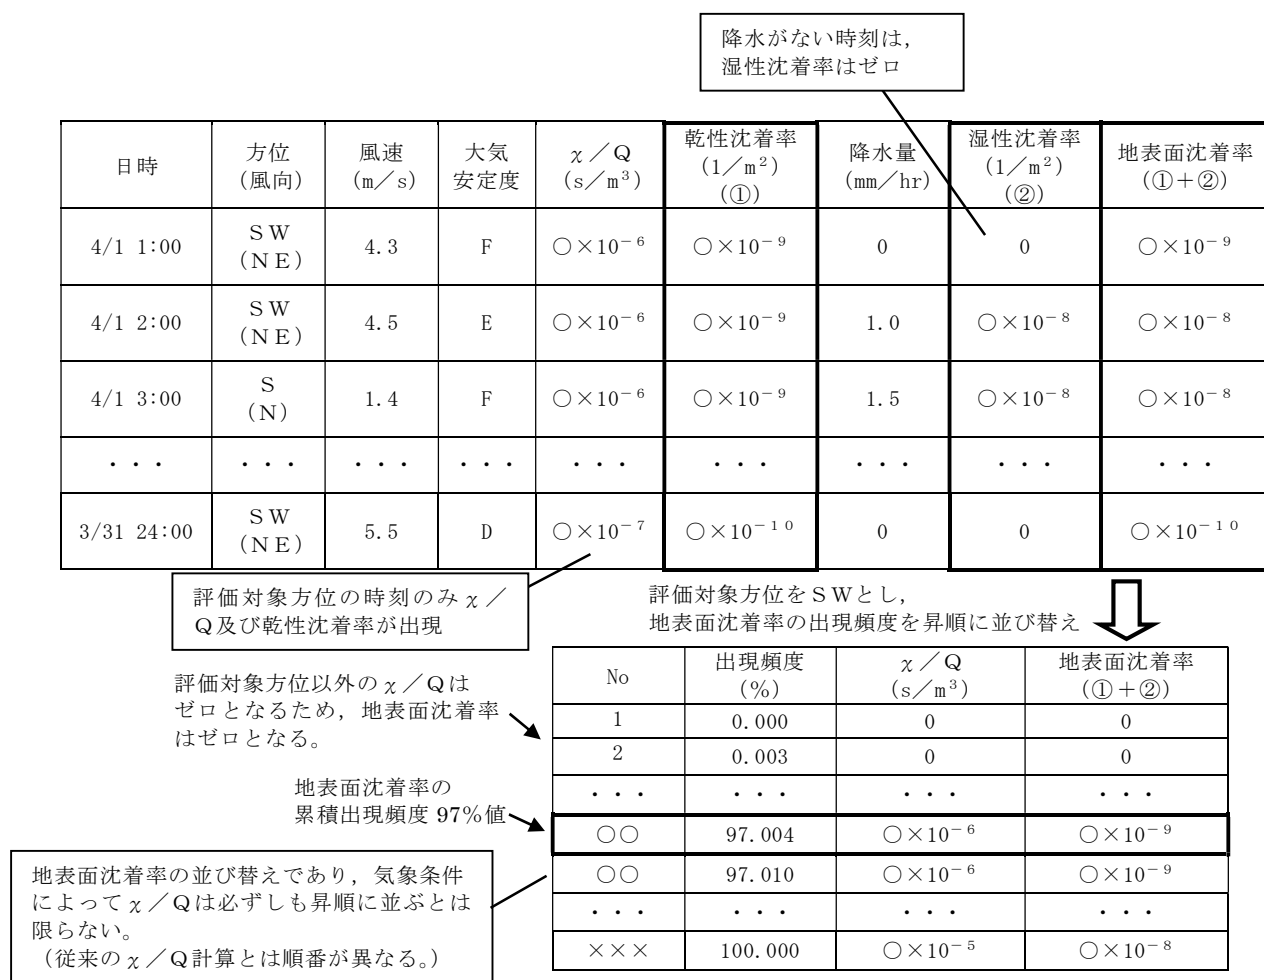 降水がない時刻は,
湿性沈着率はゼロ
日時 方位 (風向) 風速 (m/s) 大気 安定度 χ/Q (s/m³) 乾性沈着率 (1/m²) (①) 降水量 (mm/hr) 湿性沈着率 (1/m²) (②) 地表面沈着率 (①+②)
4/1 1:00 SW (NE) 4.3 F ○×10⁻⁶ ○×10⁻⁹ 0 0 ○×10⁻⁹
4/1 2:00 SW (NE) 4.5 E ○×10⁻⁶ ○×10⁻⁹ 1.0 ○×10⁻⁸ ○×10⁻⁸
4/1 3:00 S (N) 1.4 F ○×10⁻⁶ ○×10⁻⁹ 1.5 ○×10⁻⁸ ○×10⁻⁸
・・・ ・・・ ・・・ ・・・ ・・・ ・・・ ・・・ ・・・ ・・・
3/31 24:00 SW (NE) 5.5 D ○×10⁻⁷ ○×10⁻¹⁰ 0 0 ○×10⁻¹⁰
評価対象方位の時刻のみχ/
Q及び乾性沈着率が出現
評価対象方位をSWとし,
地表面沈着率の出現頻度を昇順に並び替え
評価対象方位以外のχ/Qは
ゼロとなるため,地表面沈着率
はゼロとなる。
地表面沈着率の
累積出現頻度 97%値
No 出現頻度 (%) χ/Q (s/m³) 地表面沈着率 (①+②)
1 0.000 0 0
2 0.003 0 0
・・・ ・・・ ・・・ ・・・
○○ 97.004 ○×10⁻⁶ ○×10⁻⁹
○○ 97.010 ○×10⁻⁶ ○×10⁻⁹
・・・ ・・・ ・・・ ・・・
××× 100.000 ○×10⁻⁵ ○×10⁻⁸
地表面沈着率の並び替えであり,気象条件
によってχ/Qは必ずしも昇順に並ぶとは
限らない。
(従来のχ/Q計算とは順番が異なる。)